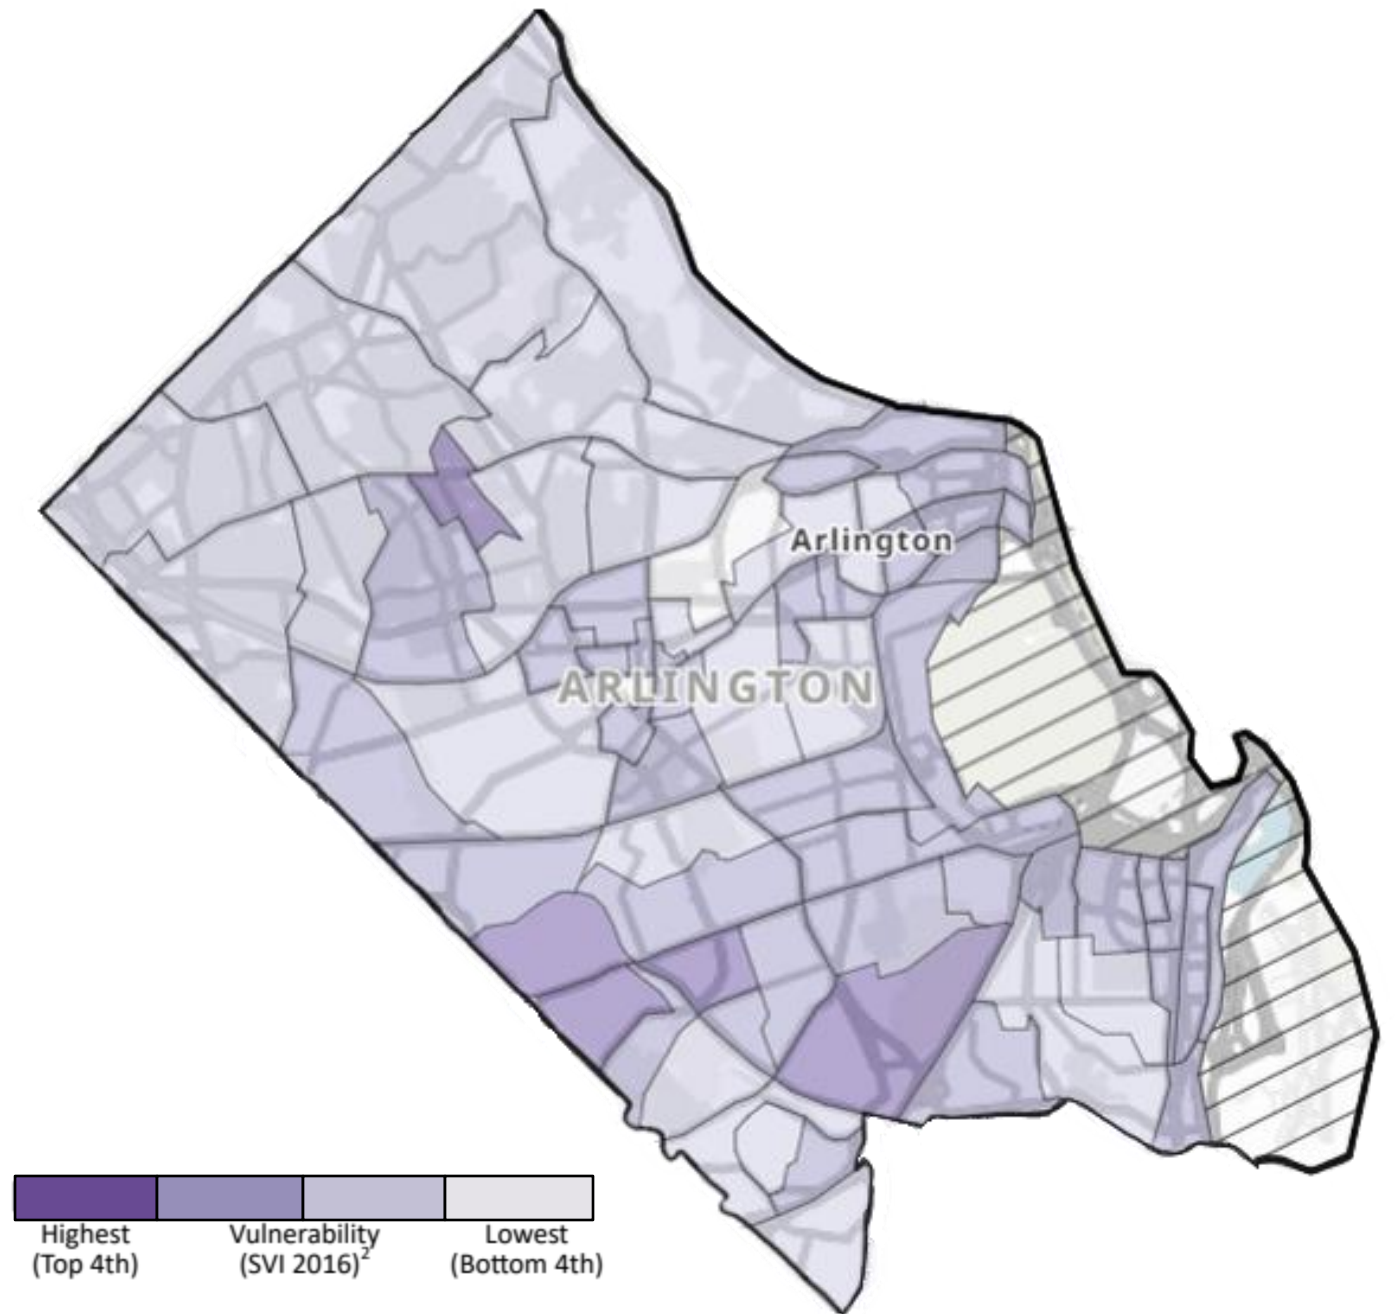 Arlington
ARLINGTON
Highest
(Top 4th)
Vulnerability
(SVI 2016)2
Lowest
(Bottom 4th)